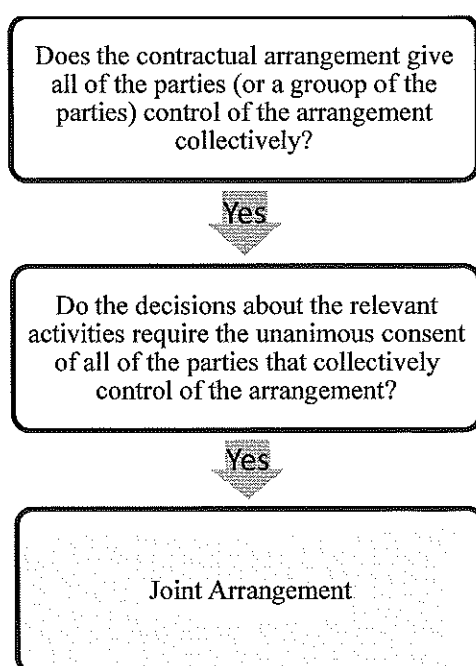 Does the contractual arrangement give
all of the parties (or a grouop of the
parties) control of the arrangement
collectively?
Yes
Do the decisions about the relevant
activities require the unanimous consent
of all of the parties that collectively
control of the arrangement?
Yes
Joint Arrangement